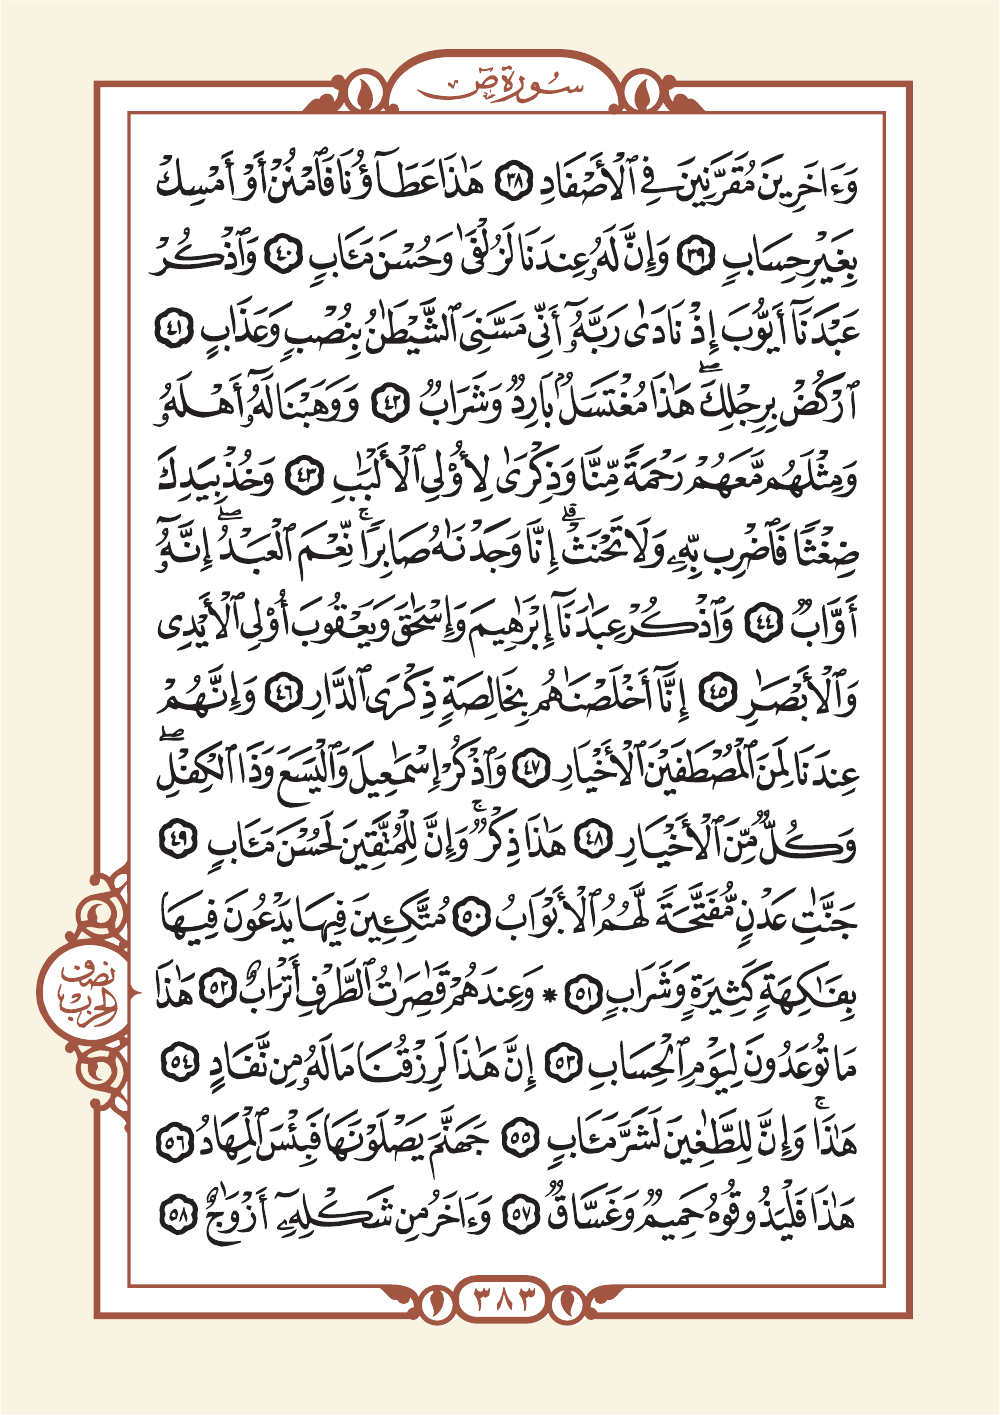 سورة ص
وَءَاخَرِينَ مُقَرَّنِينَ فِي ٱلْأَصْفَادِ ٣٨ هَٰذَا عَطَآؤُنَا فَٱمْنُنْ أَوْ أَمْسِكْ
بِغَيْرِ حِسَابٍ ٣٩ وَإِنَّ لَهُۥ عِندَنَا لَزُلْفَىٰ وَحُسْنَ مَـَٔابٍ ٤٠ وَٱذْكُرْ
عَبْدَنَآ أَيُّوبَ إِذْ نَادَىٰ رَبَّهُۥٓ أَنِّي مَسَّنِيَ ٱلشَّيْطَٰنُ بِنُصْبٍ وَعَذَابٍ ٤١
ٱرْكُضْ بِرِجْلِكَۖ هَٰذَا مُغْتَسَلٌۢ بَارِدٌ وَشَرَابٌ ٤٢ وَوَهَبْنَا لَهُۥٓ أَهْلَهُۥ
وَمِثْلَهُم مَّعَهُمْ رَحْمَةً مِّنَّا وَذِكْرَىٰ لِأُو۟لِي ٱلْأَلْبَٰبِ ٤٣ وَخُذْ بِيَدِكَ
ضِغْثًا فَٱضْرِب بِّهِۦ وَلَا تَحْنَثْۗ إِنَّا وَجَدْنَٰهُ صَابِرًاۚ نِّعْمَ ٱلْعَبْدُۖ إِنَّهُۥٓ
أَوَّابٌ ٤٤ وَٱذْكُرْ عِبَٰدَنَآ إِبْرَٰهِيمَ وَإِسْحَٰقَ وَيَعْقُوبَ أُو۟لِي ٱلْأَيْدِي
وَٱلْأَبْصَٰرِ ٤٥ إِنَّآ أَخْلَصْنَٰهُم بِخَالِصَةٍ ذِكْرَى ٱلدَّارِ ٤٦ وَإِنَّهُمْ
عِندَنَا لَمِنَ ٱلْمُصْطَفَيْنَ ٱلْأَخْيَارِ ٤٧ وَٱذْكُرْ إِسْمَٰعِيلَ وَٱلْيَسَعَ وَذَا ٱلْكِفْلِۖ
وَكُلٌّ مِّنَ ٱلْأَخْيَارِ ٤٨ هَٰذَا ذِكْرٌۚ وَإِنَّ لِلْمُتَّقِينَ لَحُسْنَ مَـَٔابٍ ٤٩
جَنَّٰتِ عَدْنٍ مُّفَتَّحَةً لَّهُمُ ٱلْأَبْوَٰبُ ٥٠ مُتَّكِـِٔينَ فِيهَا يَدْعُونَ فِيهَا
بِفَٰكِهَةٍ كَثِيرَةٍ وَشَرَابٍ ٥١ * وَعِندَهُمْ قَٰصِرَٰتُ ٱلطَّرْفِ أَتْرَابٌ ٥٢ هَٰذَا
نصف الحزب
مَا تُوعَدُونَ لِيَوْمِ ٱلْحِسَابِ ٥٣ إِنَّ هَٰذَا لَرِزْقُنَا مَا لَهُۥ مِن نَّفَادٍ ٥٤
هَٰذَاۚ وَإِنَّ لِلطَّٰغِينَ لَشَرَّ مَـَٔابٍ ٥٥ جَهَنَّمَ يَصْلَوْنَهَا فَبِئْسَ ٱلْمِهَادُ ٥٦
هَٰذَا فَلْيَذُوقُوهُ حَمِيمٌ وَغَسَّاقٌ ٥٧ وَءَاخَرُ مِن شَكْلِهِۦٓ أَزْوَٰجٌ ٥٨
٣٨٣